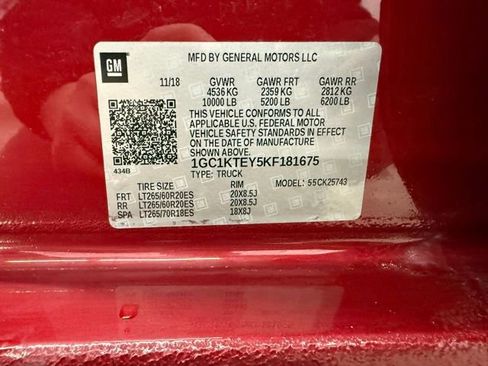 GM
MFD BY GENERAL MOTORS LLC
11/18 GVWR GAWR FRT GAWR RR
4536 KG 2359 KG 2812 KG
10000 LB 5200 LB 6200 LB
THIS VEHICLE CONFORMS TO ALL
APPLICABLE U.S. FEDERAL MOTOR
VEHICLE SAFETY STANDARDS IN EFFECT
ON THE DATE OF MANUFACTURE SHOWN ABOVE.
434B
1GC1KTEY5KF181675
TYPE: TRUCK
TIRE SIZE RIM MODEL: 55CK25743
FRT LT265/60R20ES 20X8.5J
RR LT265/60R20ES 20X8.5J
SPA LT265/70R18ES 18X8J